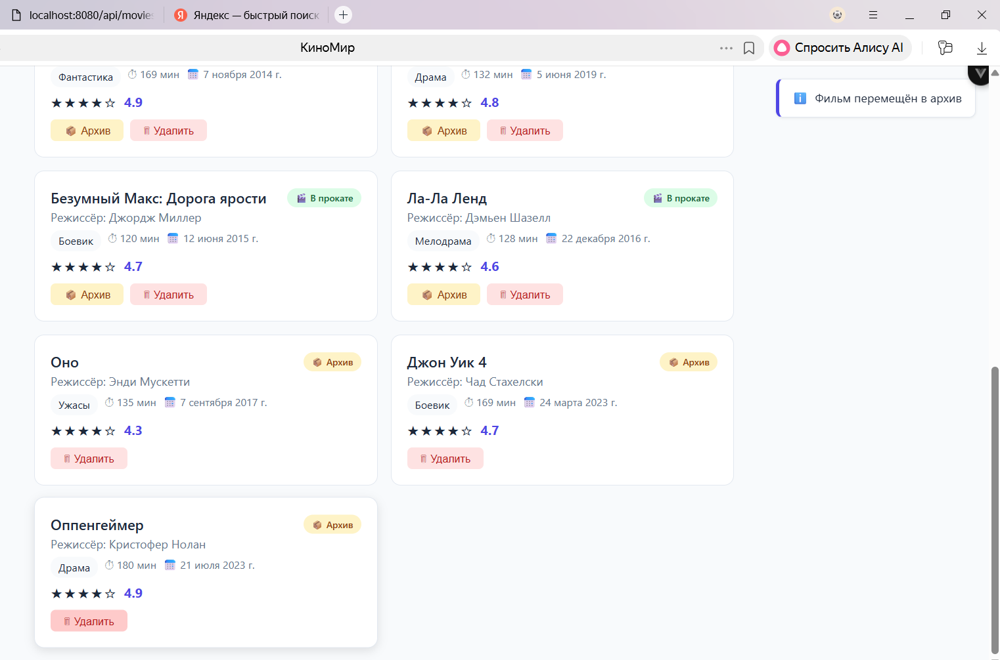 localhost:8080/api/movies
Яндекс — быстрый поиск
КиноМир
Спросить Алису AI
Фантастика 169 мин 7 ноября 2014 г.
★★★★☆ 4.9
Архив Удалить
Драма 132 мин 5 июня 2019 г.
★★★★☆ 4.8
Архив Удалить
Фильм перемещён в архив
Безумный Макс: Дорога ярости В прокате
Режиссёр: Джордж Миллер
Боевик 120 мин 12 июня 2015 г.
★★★★☆ 4.7
Архив Удалить
Ла-Ла Ленд В прокате
Режиссёр: Дэмьен Шазелл
Мелодрама 128 мин 22 декабря 2016 г.
★★★★☆ 4.6
Архив Удалить
Оно Архив
Режиссёр: Энди Мускетти
Ужасы 135 мин 7 сентября 2017 г.
★★★★☆ 4.3
Удалить
Джон Уик 4 Архив
Режиссёр: Чад Стахелски
Боевик 169 мин 24 марта 2023 г.
★★★★☆ 4.7
Удалить
Оппенгеймер Архив
Режиссёр: Кристофер Нолан
Драма 180 мин 21 июля 2023 г.
★★★★☆ 4.9
Удалить